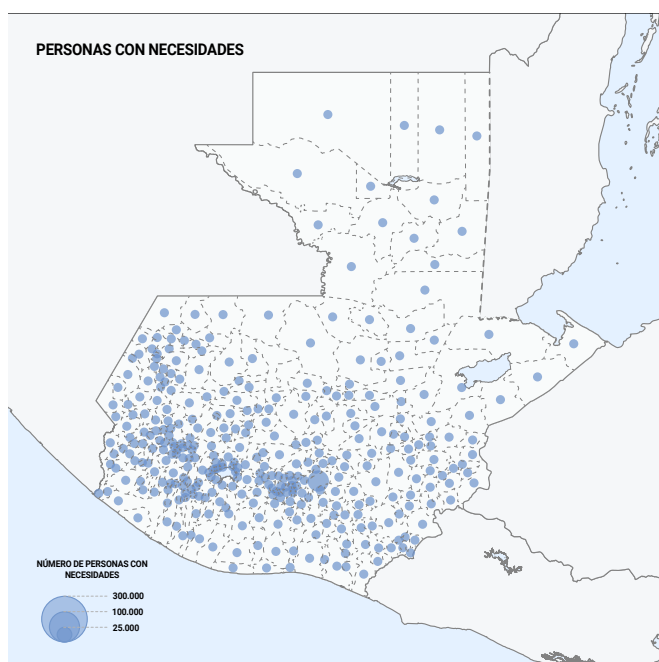 PERSONAS CON NECESIDADES
NÚMERO DE PERSONAS CON
NECESIDADES
300.000
100.000
25.000